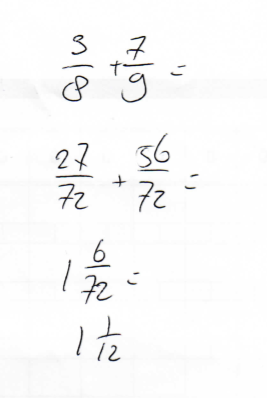 3/8 + 7/9 =
27/72 + 56/72 =
1 6/72 =
1 1/12